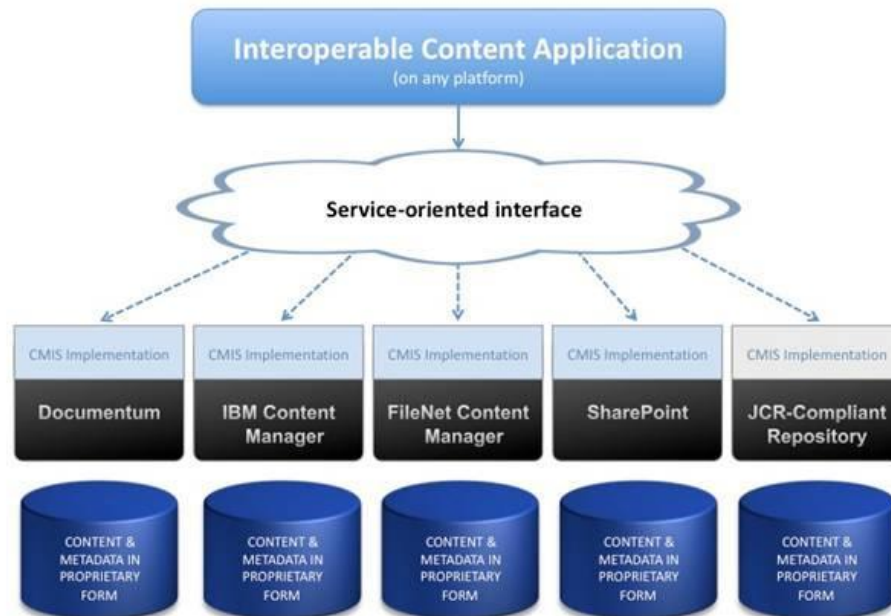 Interoperable Content Application
(on any platform)
Service-oriented interface
CMIS Implementation
CMIS Implementation
CMIS Implementation
CMIS Implementation
CMIS Implementation
Documentum
IBM Content
Manager
FileNet Content
Manager
SharePoint
JCR-Compliant
Repository
CONTENT &
METADATA IN
PROPRIETARY
FORM
CONTENT &
METADATA IN
PROPRIETARY
FORM
CONTENT &
METADATA IN
PROPRIETARY
FORM
CONTENT &
METADATA IN
PROPRIETARY
FORM
CONTENT &
METADATA IN
PROPRIETARY
FORM